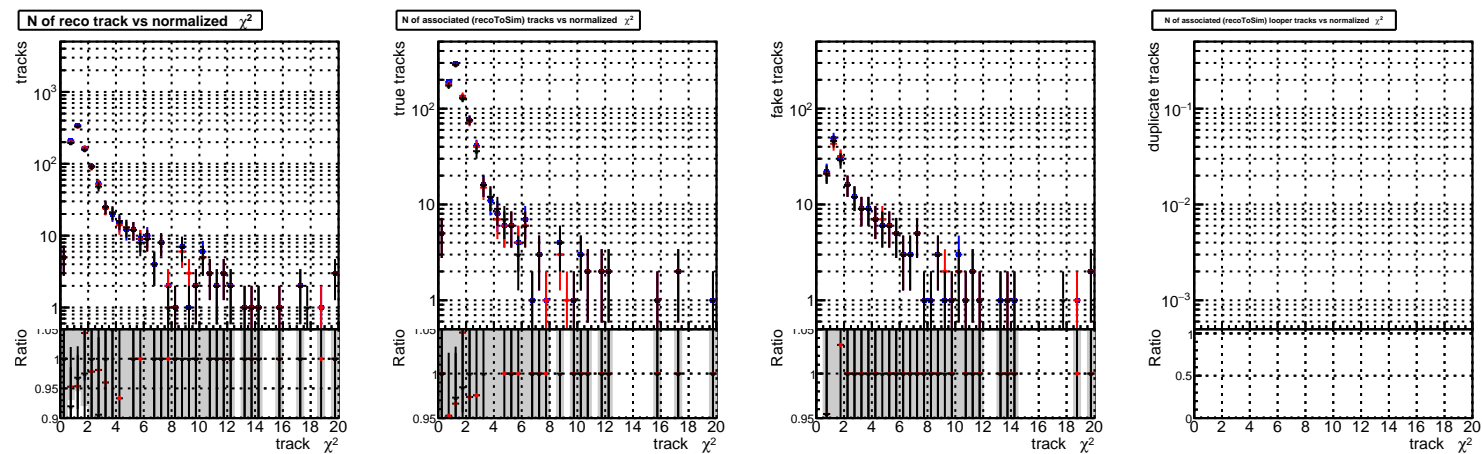 N of reco track vs normalized χ²
tracks
10³
10²
10
1
Ratio
1.05
1
0.95
0.9
0 2 4 6 8 10 12 14 16 18 20
track χ²
N of associated (recoToSim) tracks vs normalized χ²
true tracks
10²
10
1
Ratio
1.05
1
0.95
0 2 4 6 8 10 12 14 16 18 20
track χ²
fake tracks
10²
10
1
Ratio
1.05
1
0.95
0 2 4 6 8 10 12 14 16 18 20
track χ²
N of associated (recoToSim) looper tracks vs normalized χ²
duplicate tracks
10⁻¹
10⁻²
10⁻³
Ratio
1
0.5
0
0 2 4 6 8 10 12 14 16 18 20
track χ²